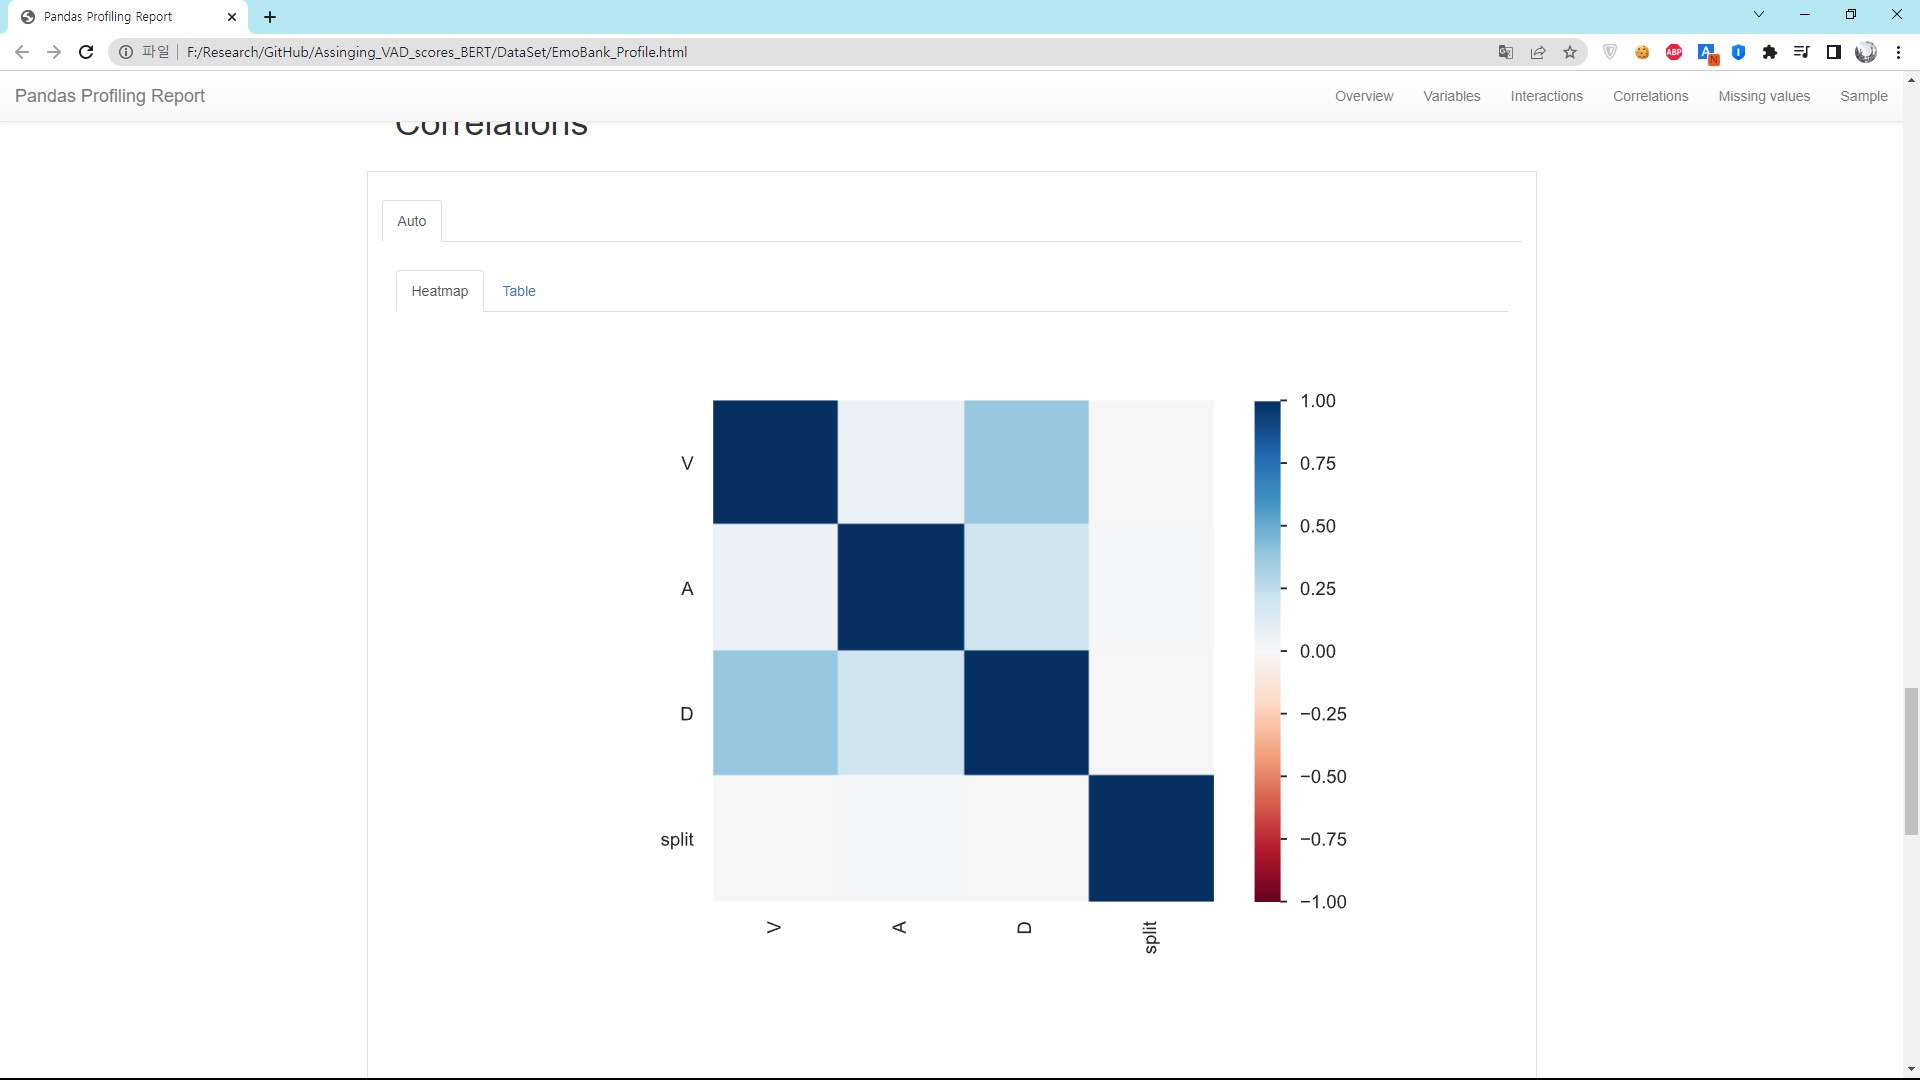 Pandas Profiling Report
파일
F:/Research/GitHub/Assinging_VAD_scores_BERT/DataSet/EmoBank_Profile.html
ABP
A
N
Pandas Profiling Report
Overview
Variables
Interactions
Correlations
Missing values
Sample
Correlations
Auto
Heatmap
Table
V
A
D
split
V
A
D
split
1.00
0.75
0.50
0.25
0.00
−0.25
−0.50
−0.75
−1.00